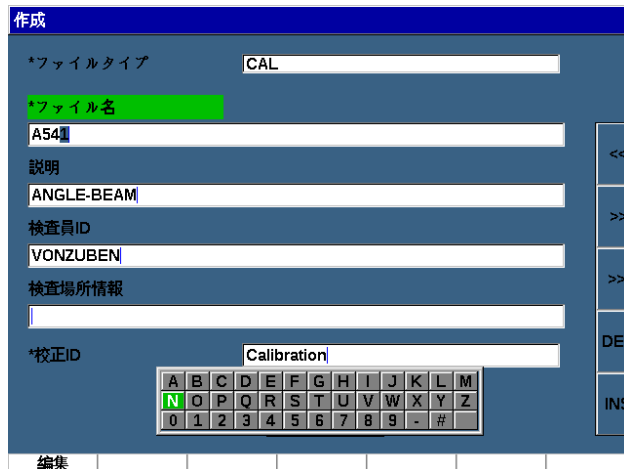 作成
*ファイルタイプ CAL
*ファイル名
A541
説明
ANGLE-BEAM
検査員ID
VONZUBEN
検査場所情報
*校正ID Calibration
A B C D E F G H I J K L M
N O P Q R S T U V W X Y Z
0 1 2 3 4 5 6 7 8 9 - #
<<
>>
>>
DE
INS
編集